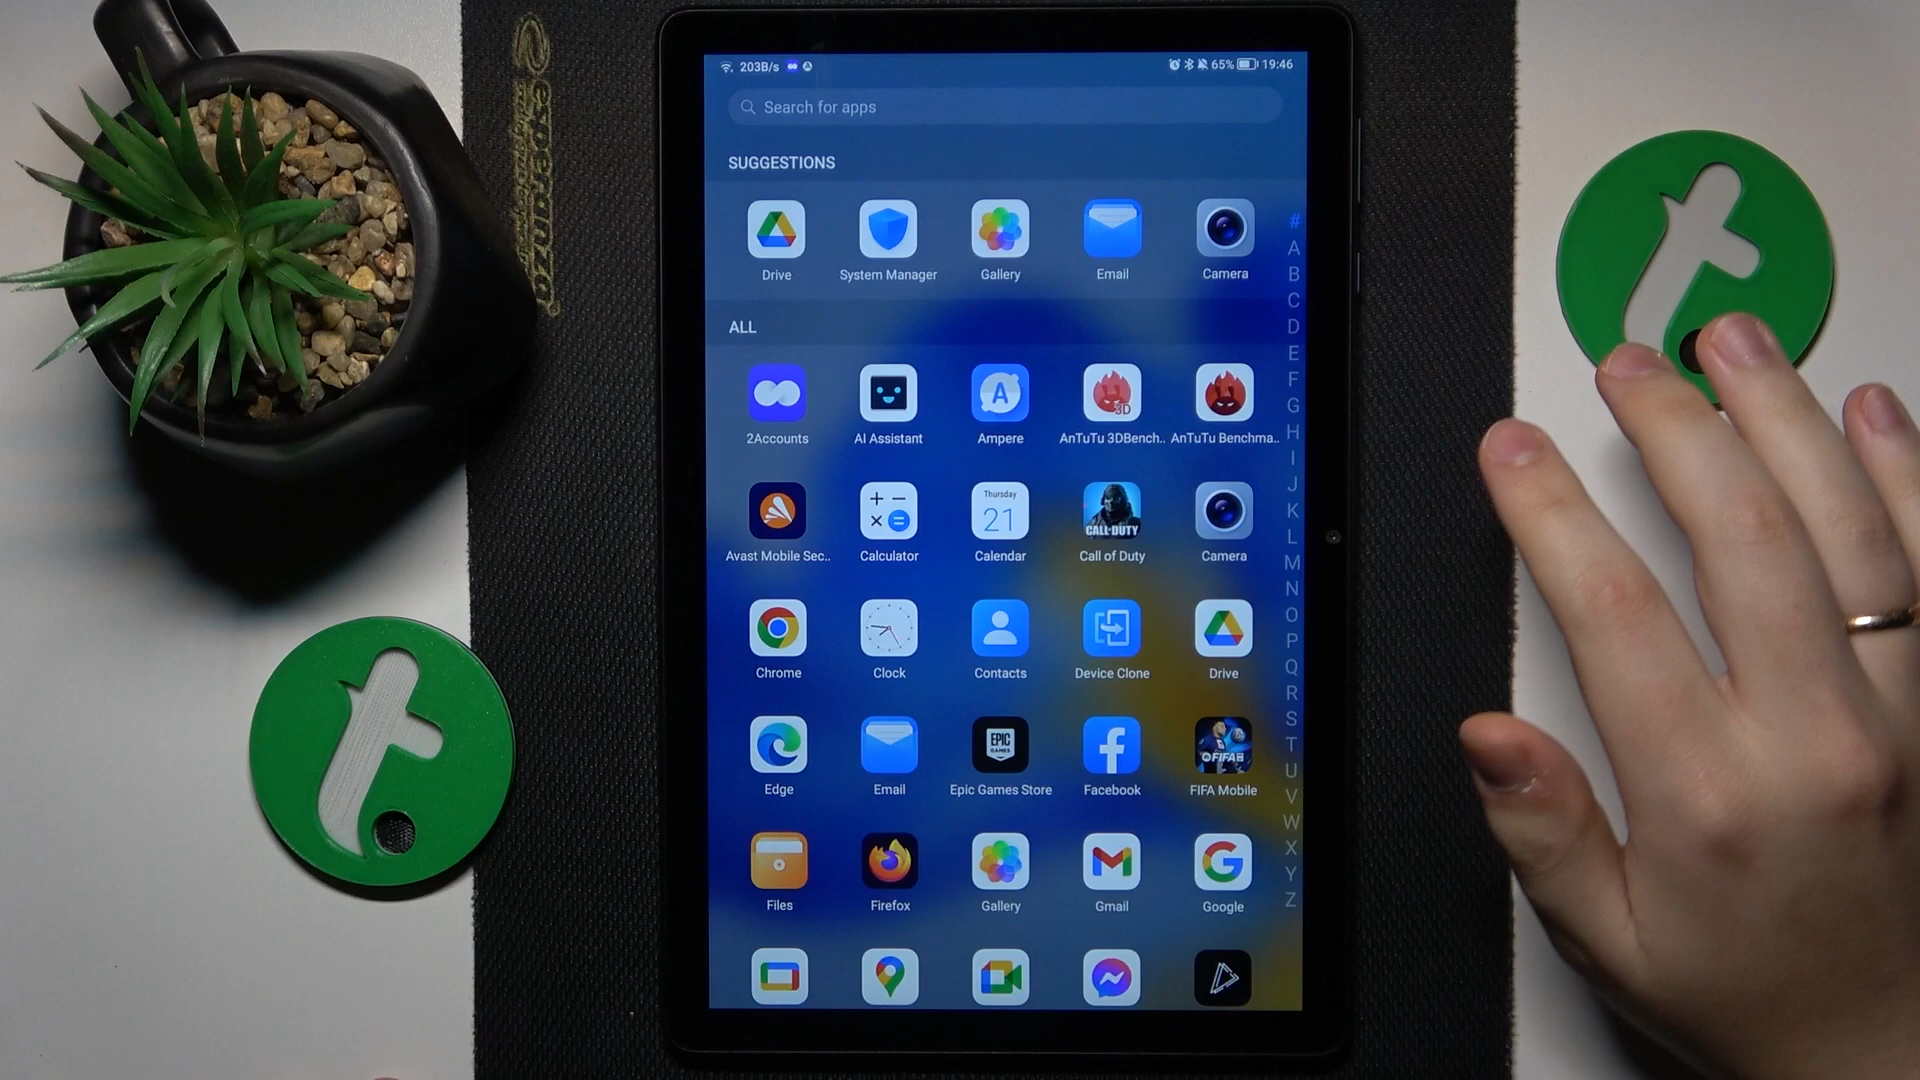 203B/s
65% 19:46
Search for apps
SUGGESTIONS
Drive
System Manager
Gallery
Email
Camera
ALL
2Accounts
AI Assistant
Ampere
AnTuTu 3DBench..
AnTuTu Benchma..
3D
A
Avast Mobile Sec..
Calculator
Thursday
21
Calendar
CALL·DUTY
Call of Duty
Camera
Chrome
Clock
Contacts
Device Clone
Drive
Edge
Email
EPIC
GAMES
Epic Games Store
Facebook
FIFA
FIFA Mobile
Files
Firefox
Gallery
Gmail
Google
#
A
B
C
D
E
F
G
H
I
J
K
L
M
N
O
P
Q
R
S
T
U
V
W
X
Y
Z
esperanza